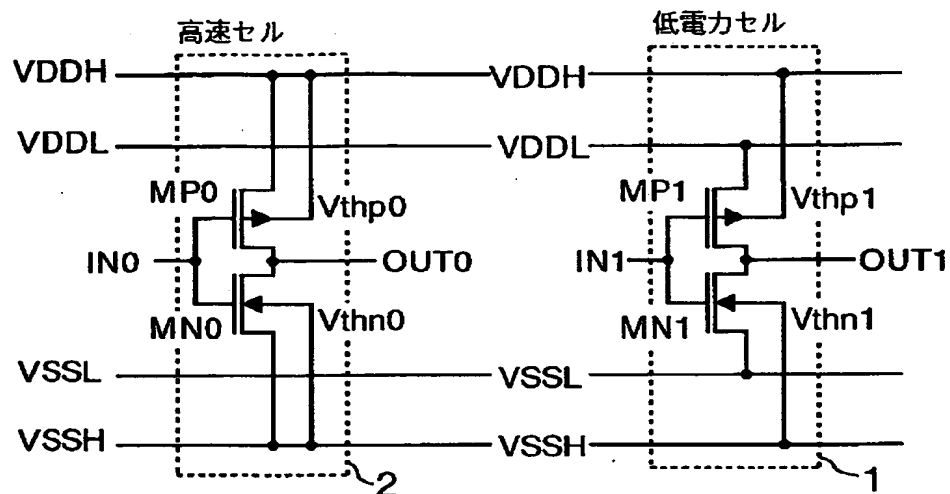 高速セル
低電力セル
VDDH
VDDH
VDDL
VDDL
MP0
Vthp0
MP1
Vthp1
IN0
OUT0
IN1
OUT1
MN0
Vthn0
MN1
Vthn1
VSSL
VSSL
VSSH
VSSH
2
1